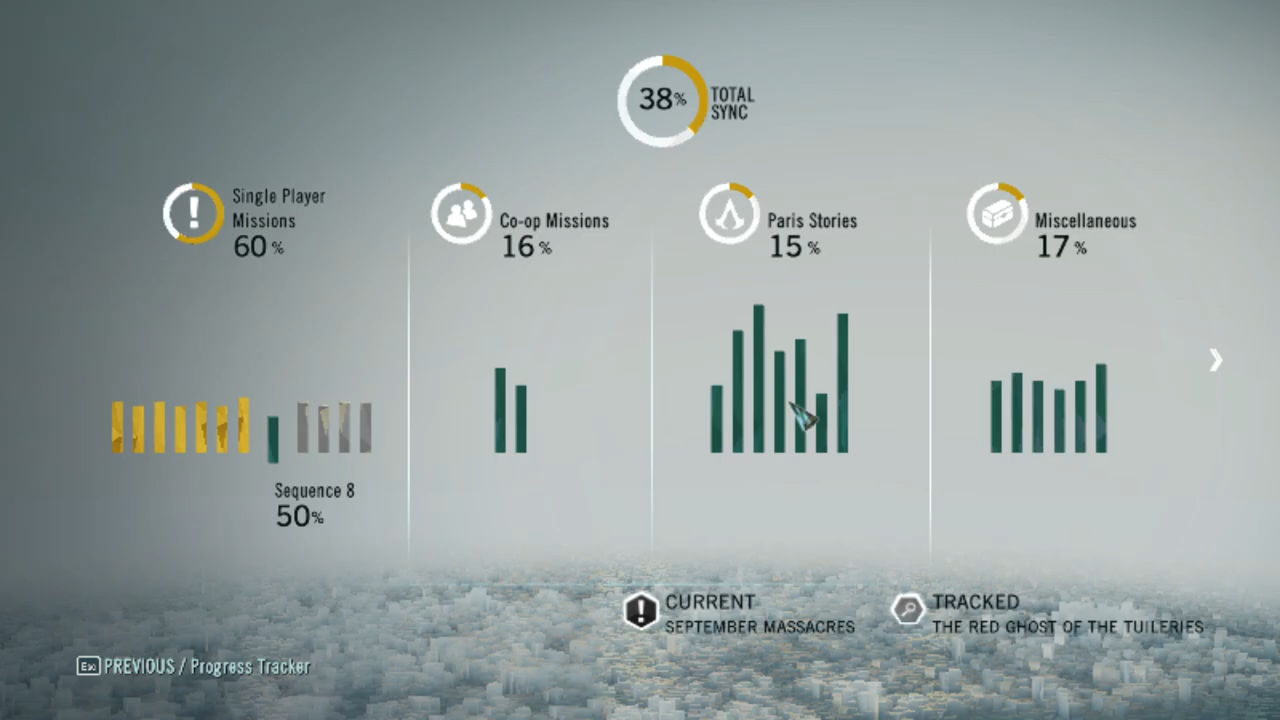 38%
TOTAL
SYNC
Single Player
Missions
60 %
Co-op Missions
16 %
Paris Stories
15 %
Miscellaneous
17 %
Sequence 8
50%
CURRENT
SEPTEMBER MASSACRES
TRACKED
THE RED GHOST OF THE TUILERIES
Esc PREVIOUS / Progress Tracker